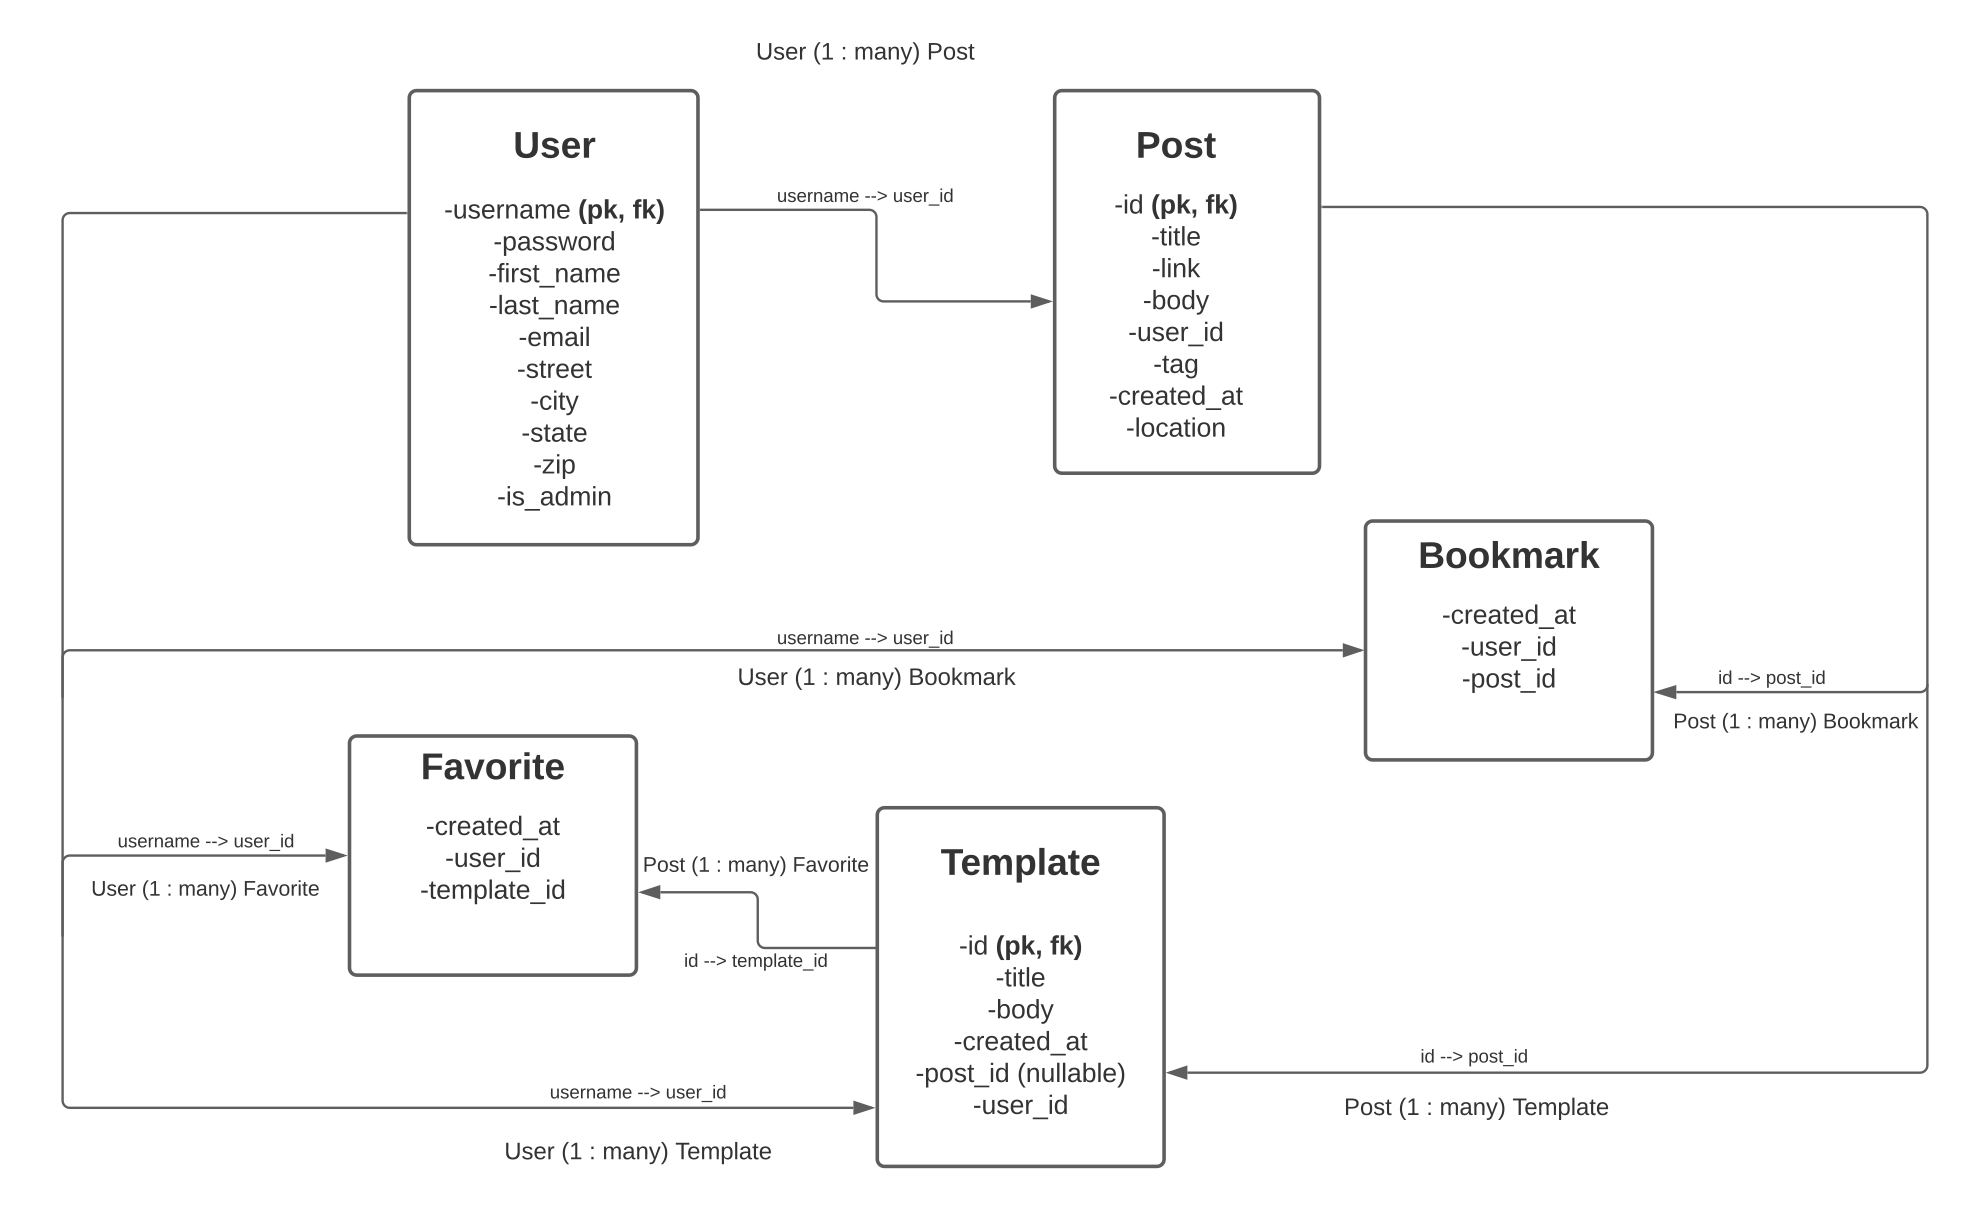 User (1 : many) Post
User
-username (pk, fk)
-password
-first_name
-last_name
-email
-street
-city
-state
-zip
-is_admin
username --> user_id
Post
-id (pk, fk)
-title
-link
-body
-user_id
-tag
-created_at
-location
Bookmark
-created_at
-user_id
-post_id
username --> user_id
User (1 : many) Bookmark
id --> post_id
Post (1 : many) Bookmark
Favorite
-created_at
-user_id
-template_id
username --> user_id
User (1 : many) Favorite
Post (1 : many) Favorite
id --> template_id
Template
-id (pk, fk)
-title
-body
-created_at
-post_id (nullable)
-user_id
id --> post_id
Post (1 : many) Template
username --> user_id
User (1 : many) Template